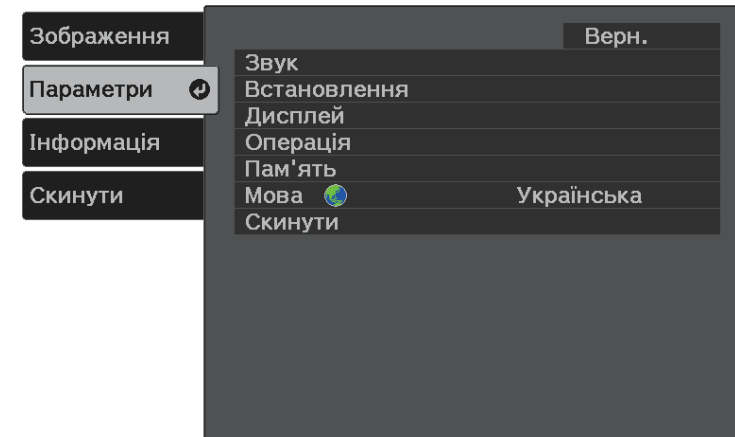 Зображення
Параметри
Інформація
Скинути
Верн.
Звук
Встановлення
Дисплей
Операція
Пам'ять
Мова Українська
Скинути